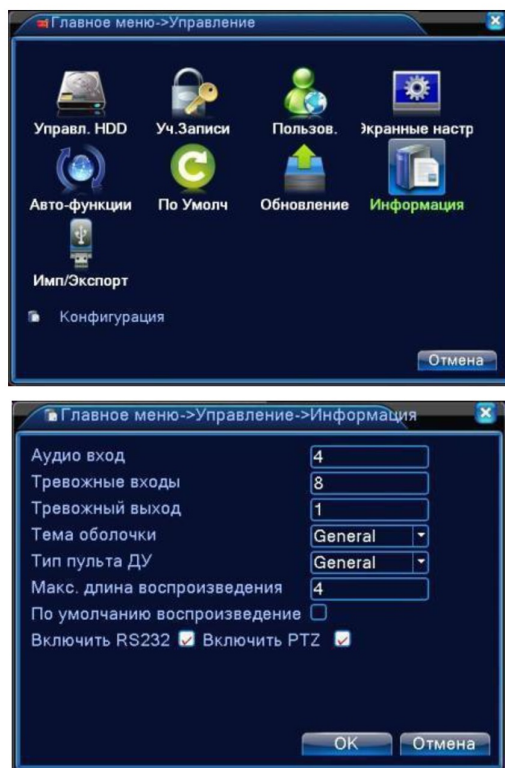 Главное меню->Управление
Управл. HDD Уч.Записи Пользов. Экранные настр
Авто-функции По Умолч Обновление Информация
Имп/Экспорт
Конфигурация
Отмена
Главное меню->Управление->Информация
Аудио вход 4
Тревожные входы 8
Тревожный выход 1
Тема оболочки General
Тип пульта ДУ General
Макс. длина воспроизведения 4
По умолчанию воспроизведение
Включить RS232 Включить PTZ
OK Отмена